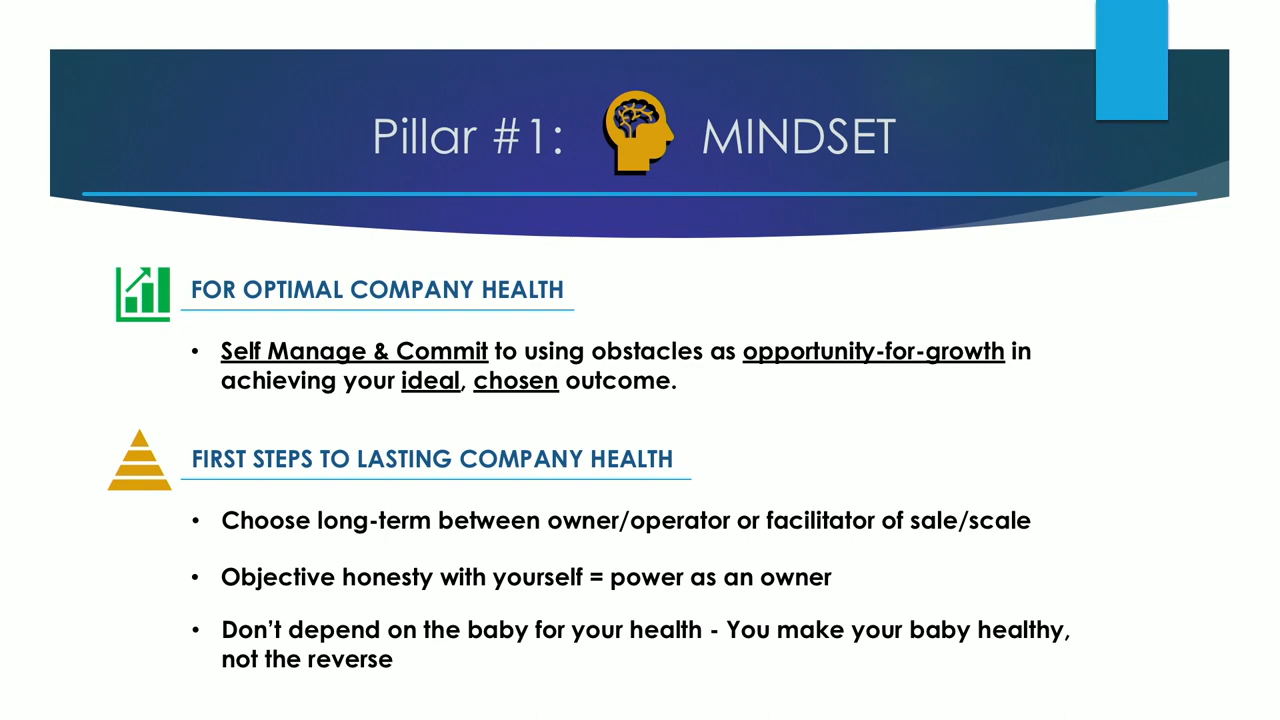 Pillar #1: MINDSET
FOR OPTIMAL COMPANY HEALTH
• Self Manage & Commit to using obstacles as opportunity-for-growth in
achieving your ideal, chosen outcome.
FIRST STEPS TO LASTING COMPANY HEALTH
• Choose long-term between owner/operator or facilitator of sale/scale
• Objective honesty with yourself = power as an owner
• Don’t depend on the baby for your health - You make your baby healthy,
not the reverse